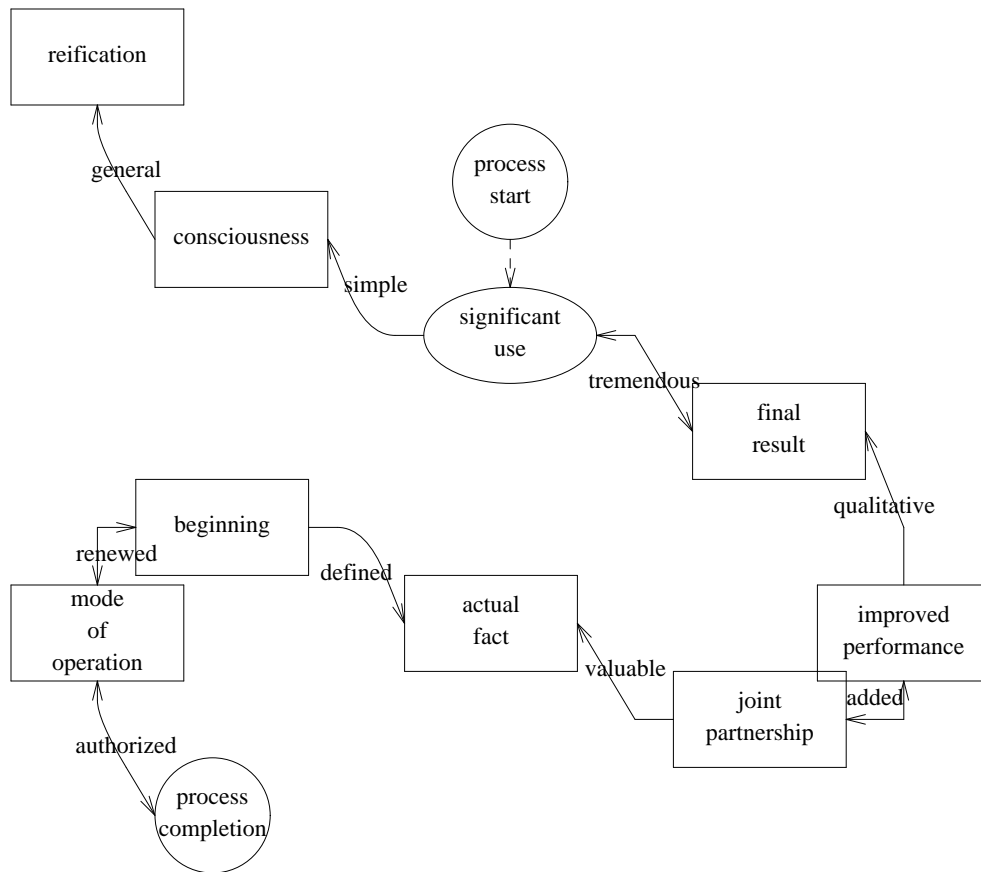 reification
general
process
start
consciousness
simple
significant
use
tremendous
final
result
qualitative
beginning
renewed
defined
mode
of
operation
actual
fact
improved
performance
valuable
joint
partnership
added
authorized
process
completion